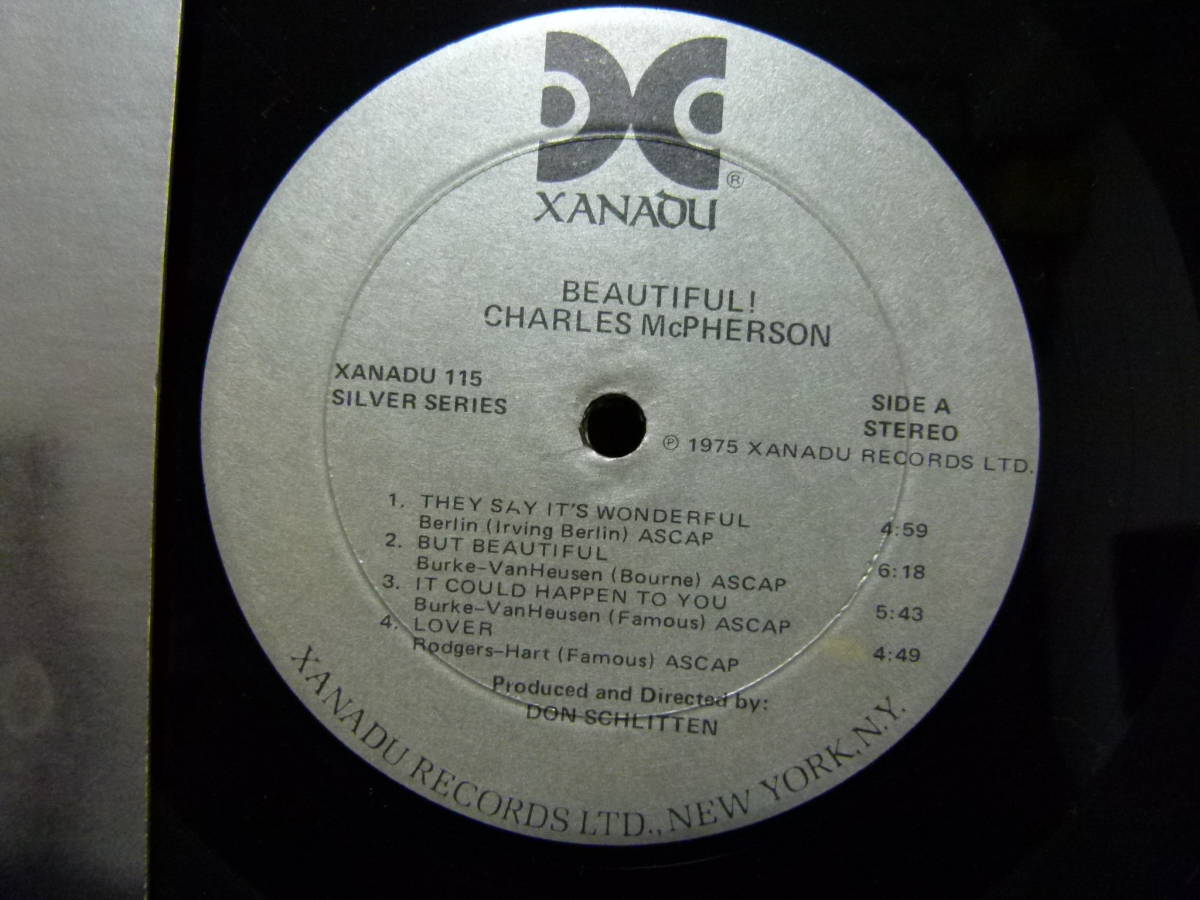 XANADU
®
BEAUTIFUL!
CHARLES McPHERSON
XANADU 115
SILVER SERIES
SIDE A
STEREO
℗ 1975 XANADU RECORDS LTD.
1. THEY SAY IT'S WONDERFUL
Berlin (Irving Berlin) ASCAP 4:59
2. BUT BEAUTIFUL
Burke-VanHeusen (Bourne) ASCAP 6:18
3. IT COULD HAPPEN TO YOU
Burke-VanHeusen (Famous) ASCAP 5:43
4. LOVER
Rodgers-Hart (Famous) ASCAP 4:49
Produced and Directed by:
DON SCHLITTEN
XANADU RECORDS LTD., NEW YORK, N.Y.